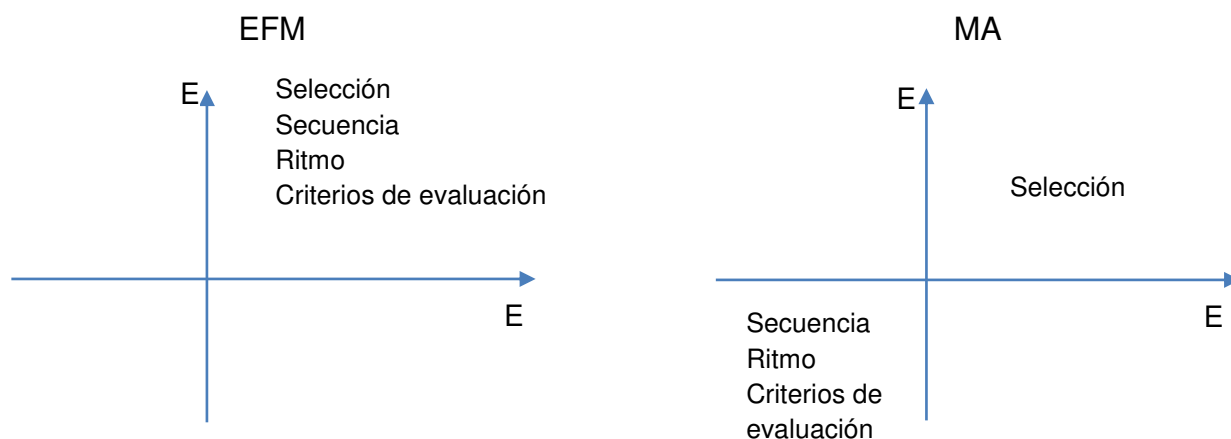 EFM
E
Selección
Secuencia
Ritmo
Criterios de evaluación
E
MA
E
Selección
E
Secuencia
Ritmo
Criterios de
evaluación